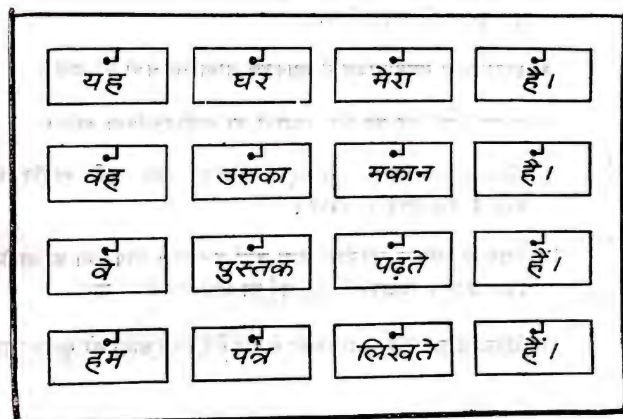 यह घर मेरा है।
वह उसका मकान है।
वे पुस्तक पढ़ते हैं।
हम पत्र लिखते हैं।